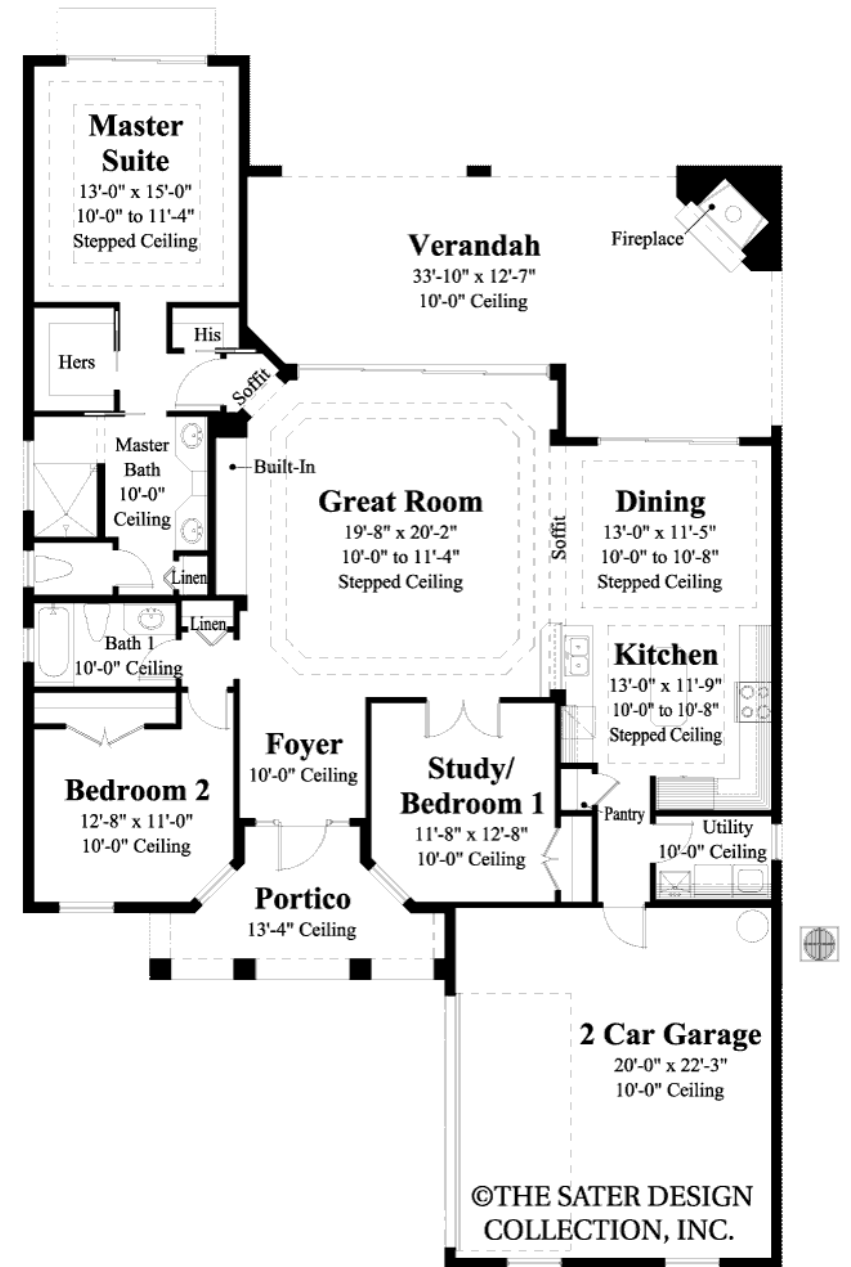 Master
Suite
13'-0" x 15'-0"
10'-0" to 11'-4"
Stepped Ceiling
Verandah
33'-10" x 12'-7"
10'-0" Ceiling
Fireplace
Hers
His
Soffit
Master
Bath
10'-0"
Ceiling
Linen
Built-In
Great Room
19'-8" x 20'-2"
10'-0" to 11'-4"
Stepped Ceiling
Soffit
Dining
13'-0" x 11'-5"
10'-0" to 10'-8"
Stepped Ceiling
Bath 1
10'-0" Ceiling
Linen
Kitchen
13'-0" x 11'-9"
10'-0" to 10'-8"
Stepped Ceiling
Foyer
10'-0" Ceiling
Bedroom 2
12'-8" x 11'-0"
10'-0" Ceiling
Study/
Bedroom 1
11'-8" x 12'-8"
10'-0" Ceiling
Pantry
Utility
10'-0" Ceiling
Portico
13'-4" Ceiling
2 Car Garage
20'-0" x 22'-3"
10'-0" Ceiling
©THE SATER DESIGN
COLLECTION, INC.